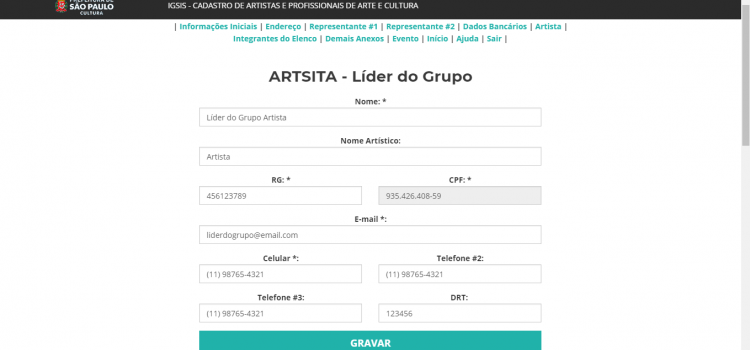 SÃO PAULO
CULTURA
IGSIS - CADASTRO DE ARTISTAS E PROFISSIONAIS DE ARTE E CULTURA
| Informações Iniciais | Endereço | Representante #1 | Representante #2 | Dados Bancários | Artista |
Integrantes do Elenco | Demais Anexos | Evento | Início | Ajuda | Sair |
ARTSITA - Líder do Grupo
Nome: *
Líder do Grupo Artista
Nome Artístico:
Artista
RG: * CPF: *
456123789 935.426.408-59
E-mail *:
liderdogrupo@email.com
Celular *: Telefone #2:
(11) 98765-4321 (11) 98765-4321
Telefone #3: DRT:
(11) 98765-4321 123456
GRAVAR